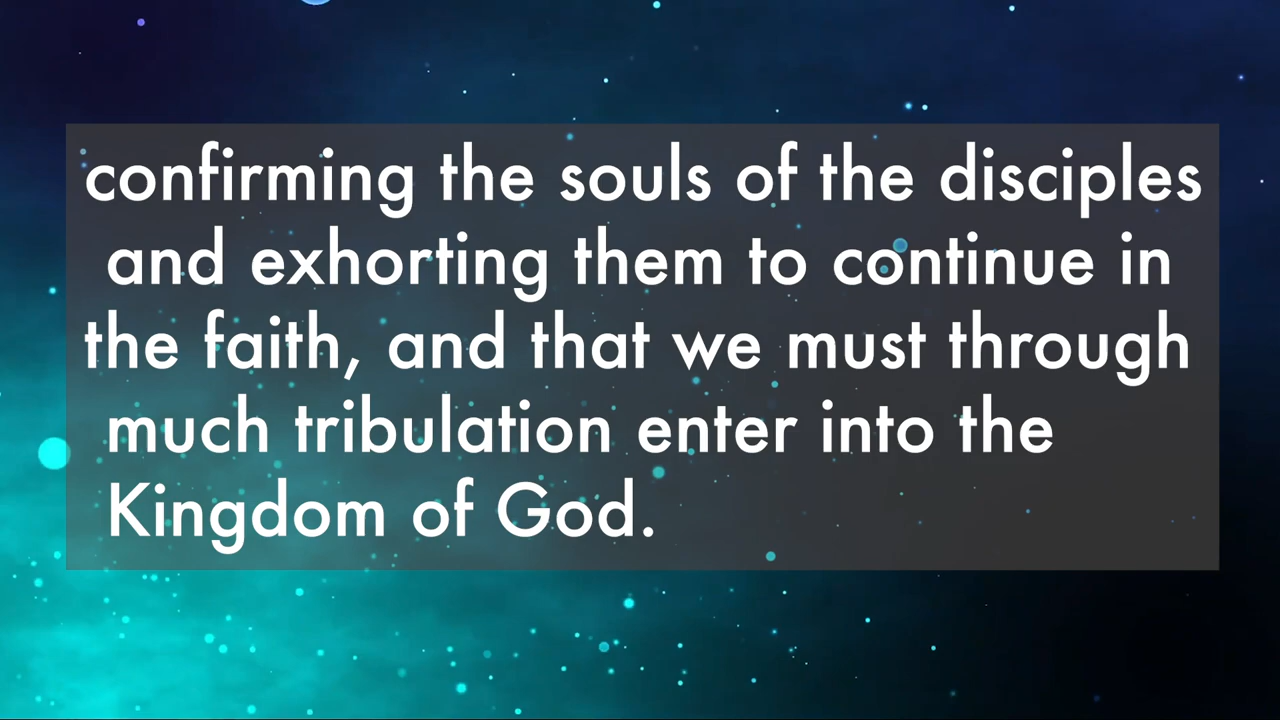 confirming the souls of the disciples
and exhorting them to continue in
the faith, and that we must through
much tribulation enter into the
Kingdom of God.